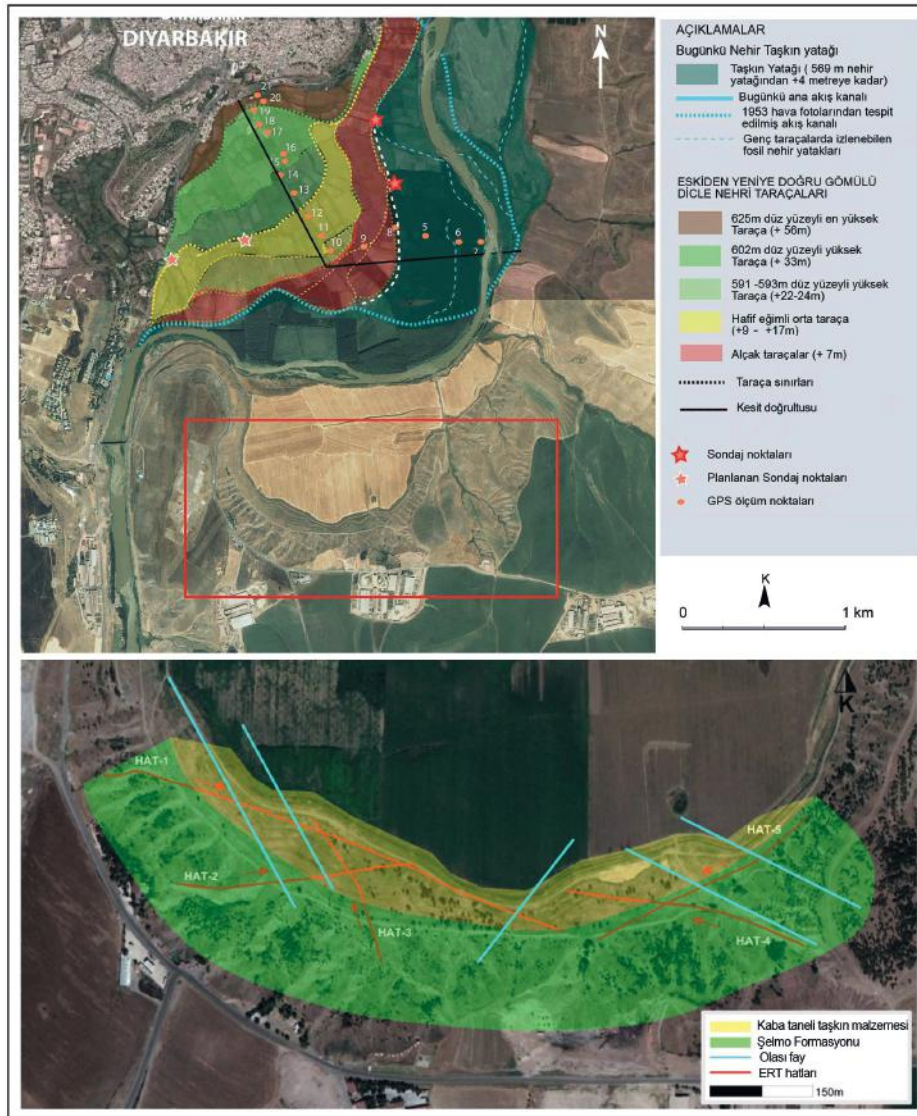 DIYARBAKIR
N
21
20
19
18
17
16
15
14
13
12
11
10
9
8
5
6
7
AÇIKLAMALAR
Bugünkü Nehir Taşkın yatağı
Taşkın Yatağı ( 569 m nehir
yatağından +4 metreye kadar)
Bugünkü ana akış kanalı
1953 hava fotolarından tespit
edilmiş akış kanalı
Genç taraçalarda izlenebilen
fosil nehir yatakları
ESKİDEN YENİYE DOĞRU GÖMÜLÜ
DİCLE NEHRİ TARAÇALARI
625m düz yüzeyli en yüksek
Taraça (+ 56m)
602m düz yüzeyli yüksek
Taraça (+ 33m)
591 -593m düz yüzeyli yüksek
Taraça (+22-24m)
Hafif eğimli orta taraça
(+9 - +17m)
Alçak taraçalar (+ 7m)
Taraça sınırları
Kesit doğrultusu
Sondaj noktaları
Planlanan Sondaj noktaları
GPS ölçüm noktaları
K
0 1 km
K
HAT-1
HAT-2
HAT-3
HAT-4
HAT-5
Kaba taneli taşkın malzemesi
Şelmo Formasyonu
Olası fay
ERT hatları
150m